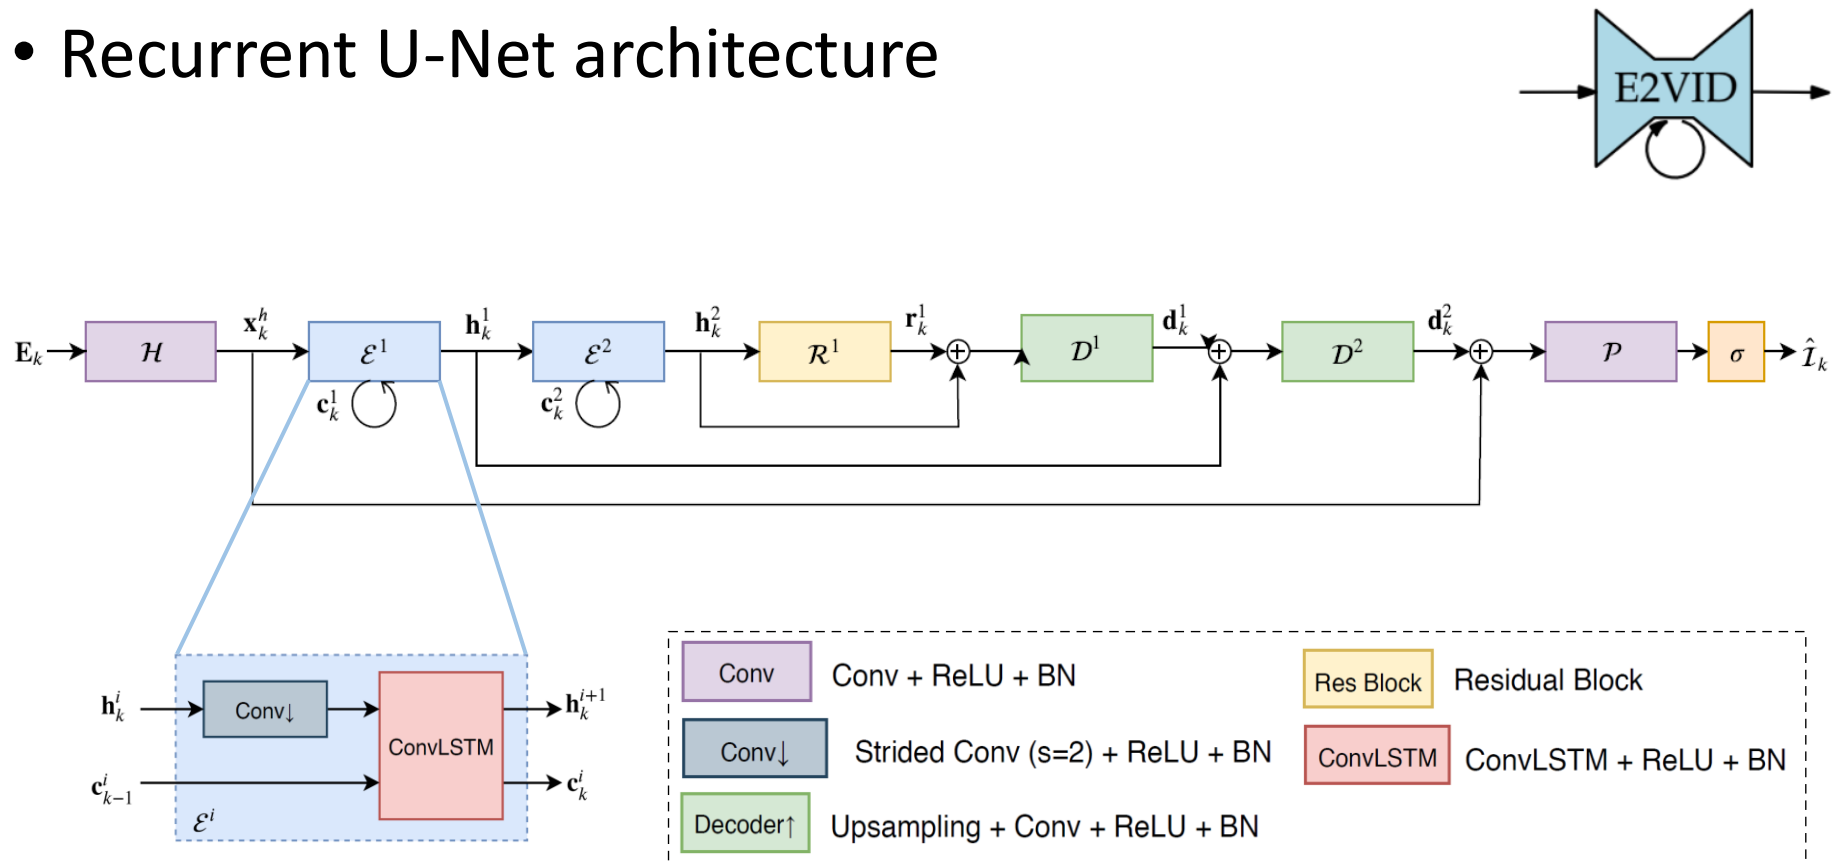 • Recurrent U-Net architecture
E2VID
E_k
H
x_k^h
ℰ^1
c_k^1
h_k^1
ℰ^2
c_k^2
h_k^2
R^1
r_k^1
⊕
D^1
d_k^1
⊕
D^2
d_k^2
⊕
P
σ
Î_k
h_k^i
Conv↓
ConvLSTM
h_k^{i+1}
c_{k-1}^i
c_k^i
ℰ^i
Conv
Conv + ReLU + BN
Conv↓
Strided Conv (s=2) + ReLU + BN
Decoder↑
Upsampling + Conv + ReLU + BN
Res Block
Residual Block
ConvLSTM
ConvLSTM + ReLU + BN